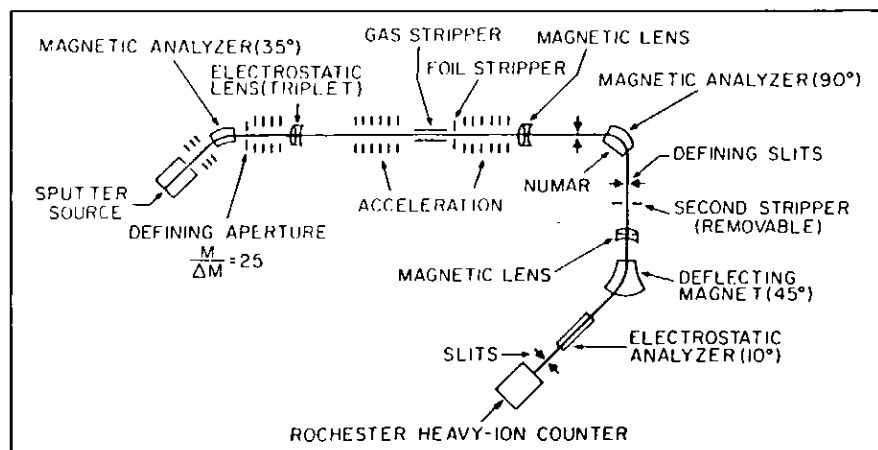 MAGNETIC ANALYZER (35°)
GAS STRIPPER
MAGNETIC LENS
ELECTROSTATIC
LENS(TRIPLET)
FOIL STRIPPER
MAGNETIC ANALYZER (90°)
SPUTTER
SOURCE
NUMAR
DEFINING SLITS
DEFINING APERTURE
M
ΔM =25
ACCELERATION
SECOND STRIPPER
(REMOVABLE)
MAGNETIC LENS
DEFLECTING
MAGNET (45°)
SLITS
ELECTROSTATIC
ANALYZER (10°)
ROCHESTER HEAVY-ION COUNTER